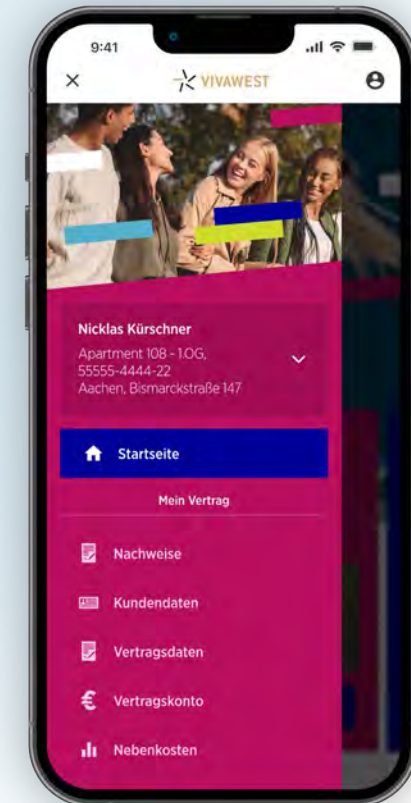 9:41
VIVAWEST
Nicklas Kürschner
Apartment 108 - 1.OG,
55555-4444-22
Aachen, Bismarckstraße 147
Startseite
Mein Vertrag
Nachweise
Kundendaten
Vertragsdaten
Vertragskonto
Nebenkosten